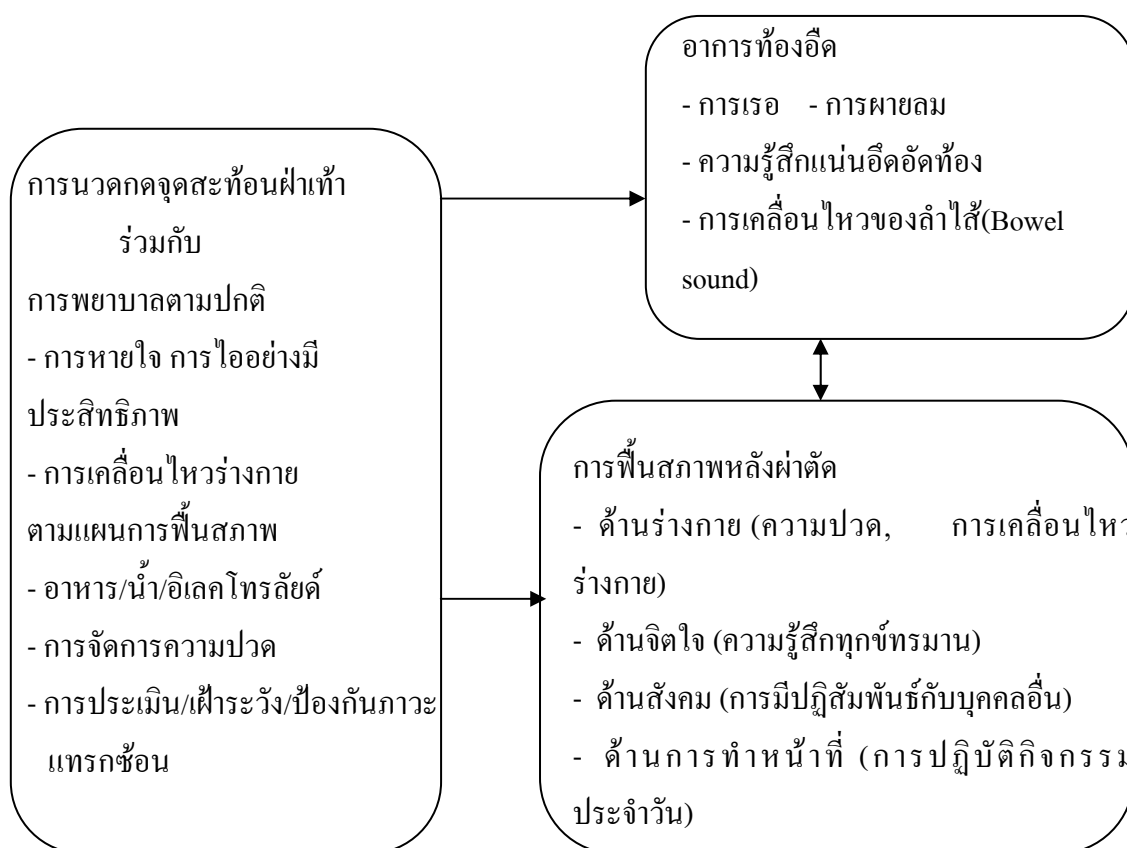 การนวดกดจุดสะท้อนฝ่าเท้า
ร่วมกับ
การพยาบาลตามปกติ
- การหายใจ การไออย่างมี
ประสิทธิภาพ
- การเคลื่อนไหวร่างกาย
ตามแผนการฟื้นสภาพ
- อาหาร/น้ำ/อิเลคโทรลัยด์
- การจัดการความปวด
- การประเมิน/เฝ้าระวัง/ป้องกันภาวะ
แทรกซ้อน
อาการท้องอืด
- การเรอ - การผายลม
- ความรู้สึกแน่นอึดอัดท้อง
- การเคลื่อนไหวของลำไส้(Bowel
sound)
การฟื้นสภาพหลังผ่าตัด
- ด้านร่างกาย (ความปวด, การเคลื่อนไหว
ร่างกาย)
- ด้านจิตใจ (ความรู้สึกทุกข์ทรมาน)
- ด้านสังคม (การมีปฏิสัมพันธ์กับบุคคลอื่น)
- ด้านการทำหน้าที่ (การปฏิบัติกิจกรรม
ประจำวัน)